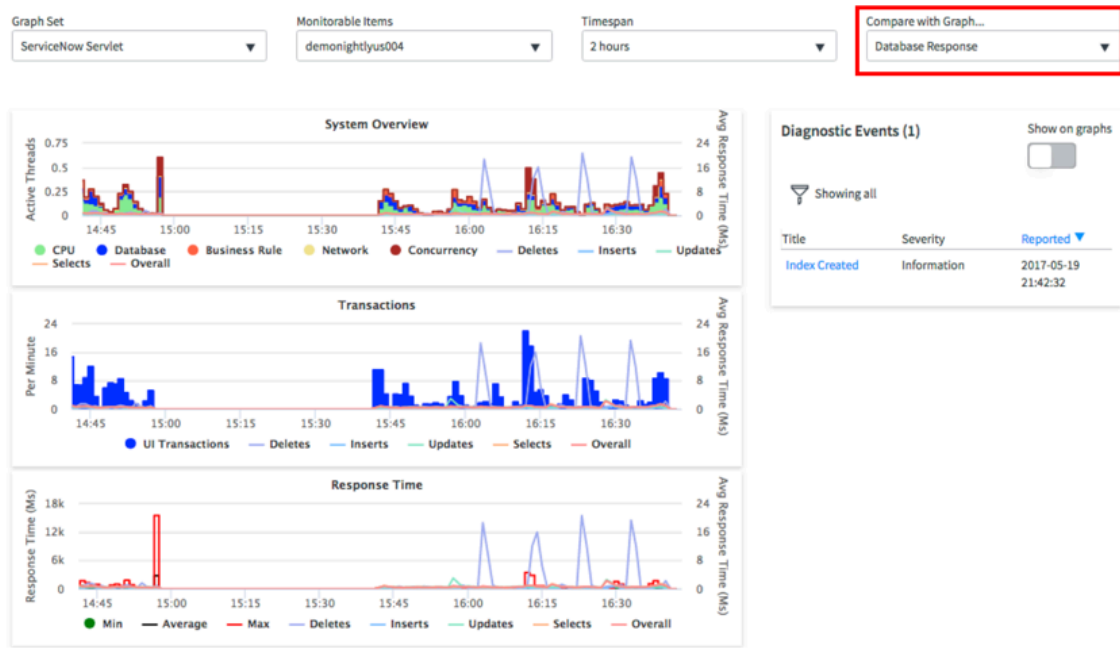 Graph Set
ServiceNow Servlet
Monitorable Items
demonightlyus004
Timespan
2 hours
Compare with Graph...
Database Response
System Overview
Active Threads
0.75
0.5
0.25
0
Avg Response Time (Ms)
24
16
8
0
14:45 15:00 15:15 15:30 15:45 16:00 16:15 16:30
CPU Database Business Rule Network Concurrency Deletes Inserts Updates
Selects Overall
Transactions
Per Minute
24
16
8
0
Avg Response Time (Ms)
24
16
8
0
14:45 15:00 15:15 15:30 15:45 16:00 16:15 16:30
UI Transactions Deletes Inserts Updates Selects Overall
Response Time
Response Time (Ms)
18k
12k
6k
0
Avg Response Time (Ms)
24
16
8
0
14:45 15:00 15:15 15:30 15:45 16:00 16:15 16:30
Min Average Max Deletes Inserts Updates Selects Overall
Diagnostic Events (1)
Show on graphs
Showing all
Title Severity Reported
Index Created Information 2017-05-19
21:42:32